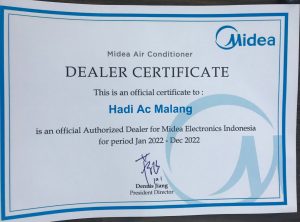 Midea
Midea Air Conditioner
DEALER CERTIFICATE
This is an official certificate to :
Hadi Ac Malang
is an official Authorized Dealer for Midea Electronics Indonesia
for period Jan 2022 - Dec 2022
Dennis Jiang
President Director